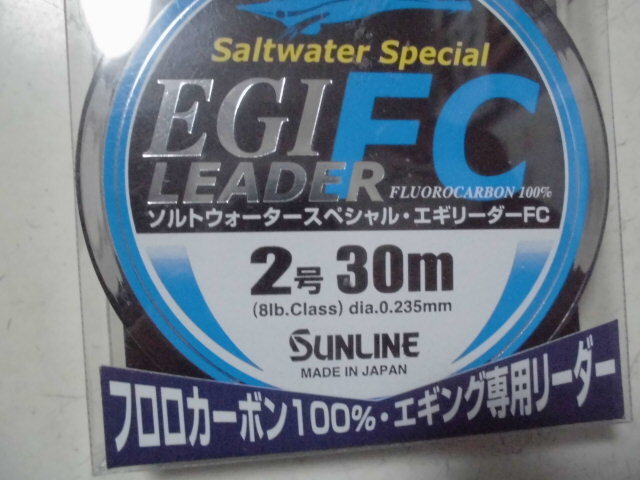 Saltwater Special
EGI FC
LEADER
FLUOROCARBON 100%
ソルトウォータースペシャル・エギリーダーFC
2号 30m
(8lb.Class) dia.0.235mm
SUNLINE
MADE IN JAPAN
フロロカーボン100%・エギング専用リーダー